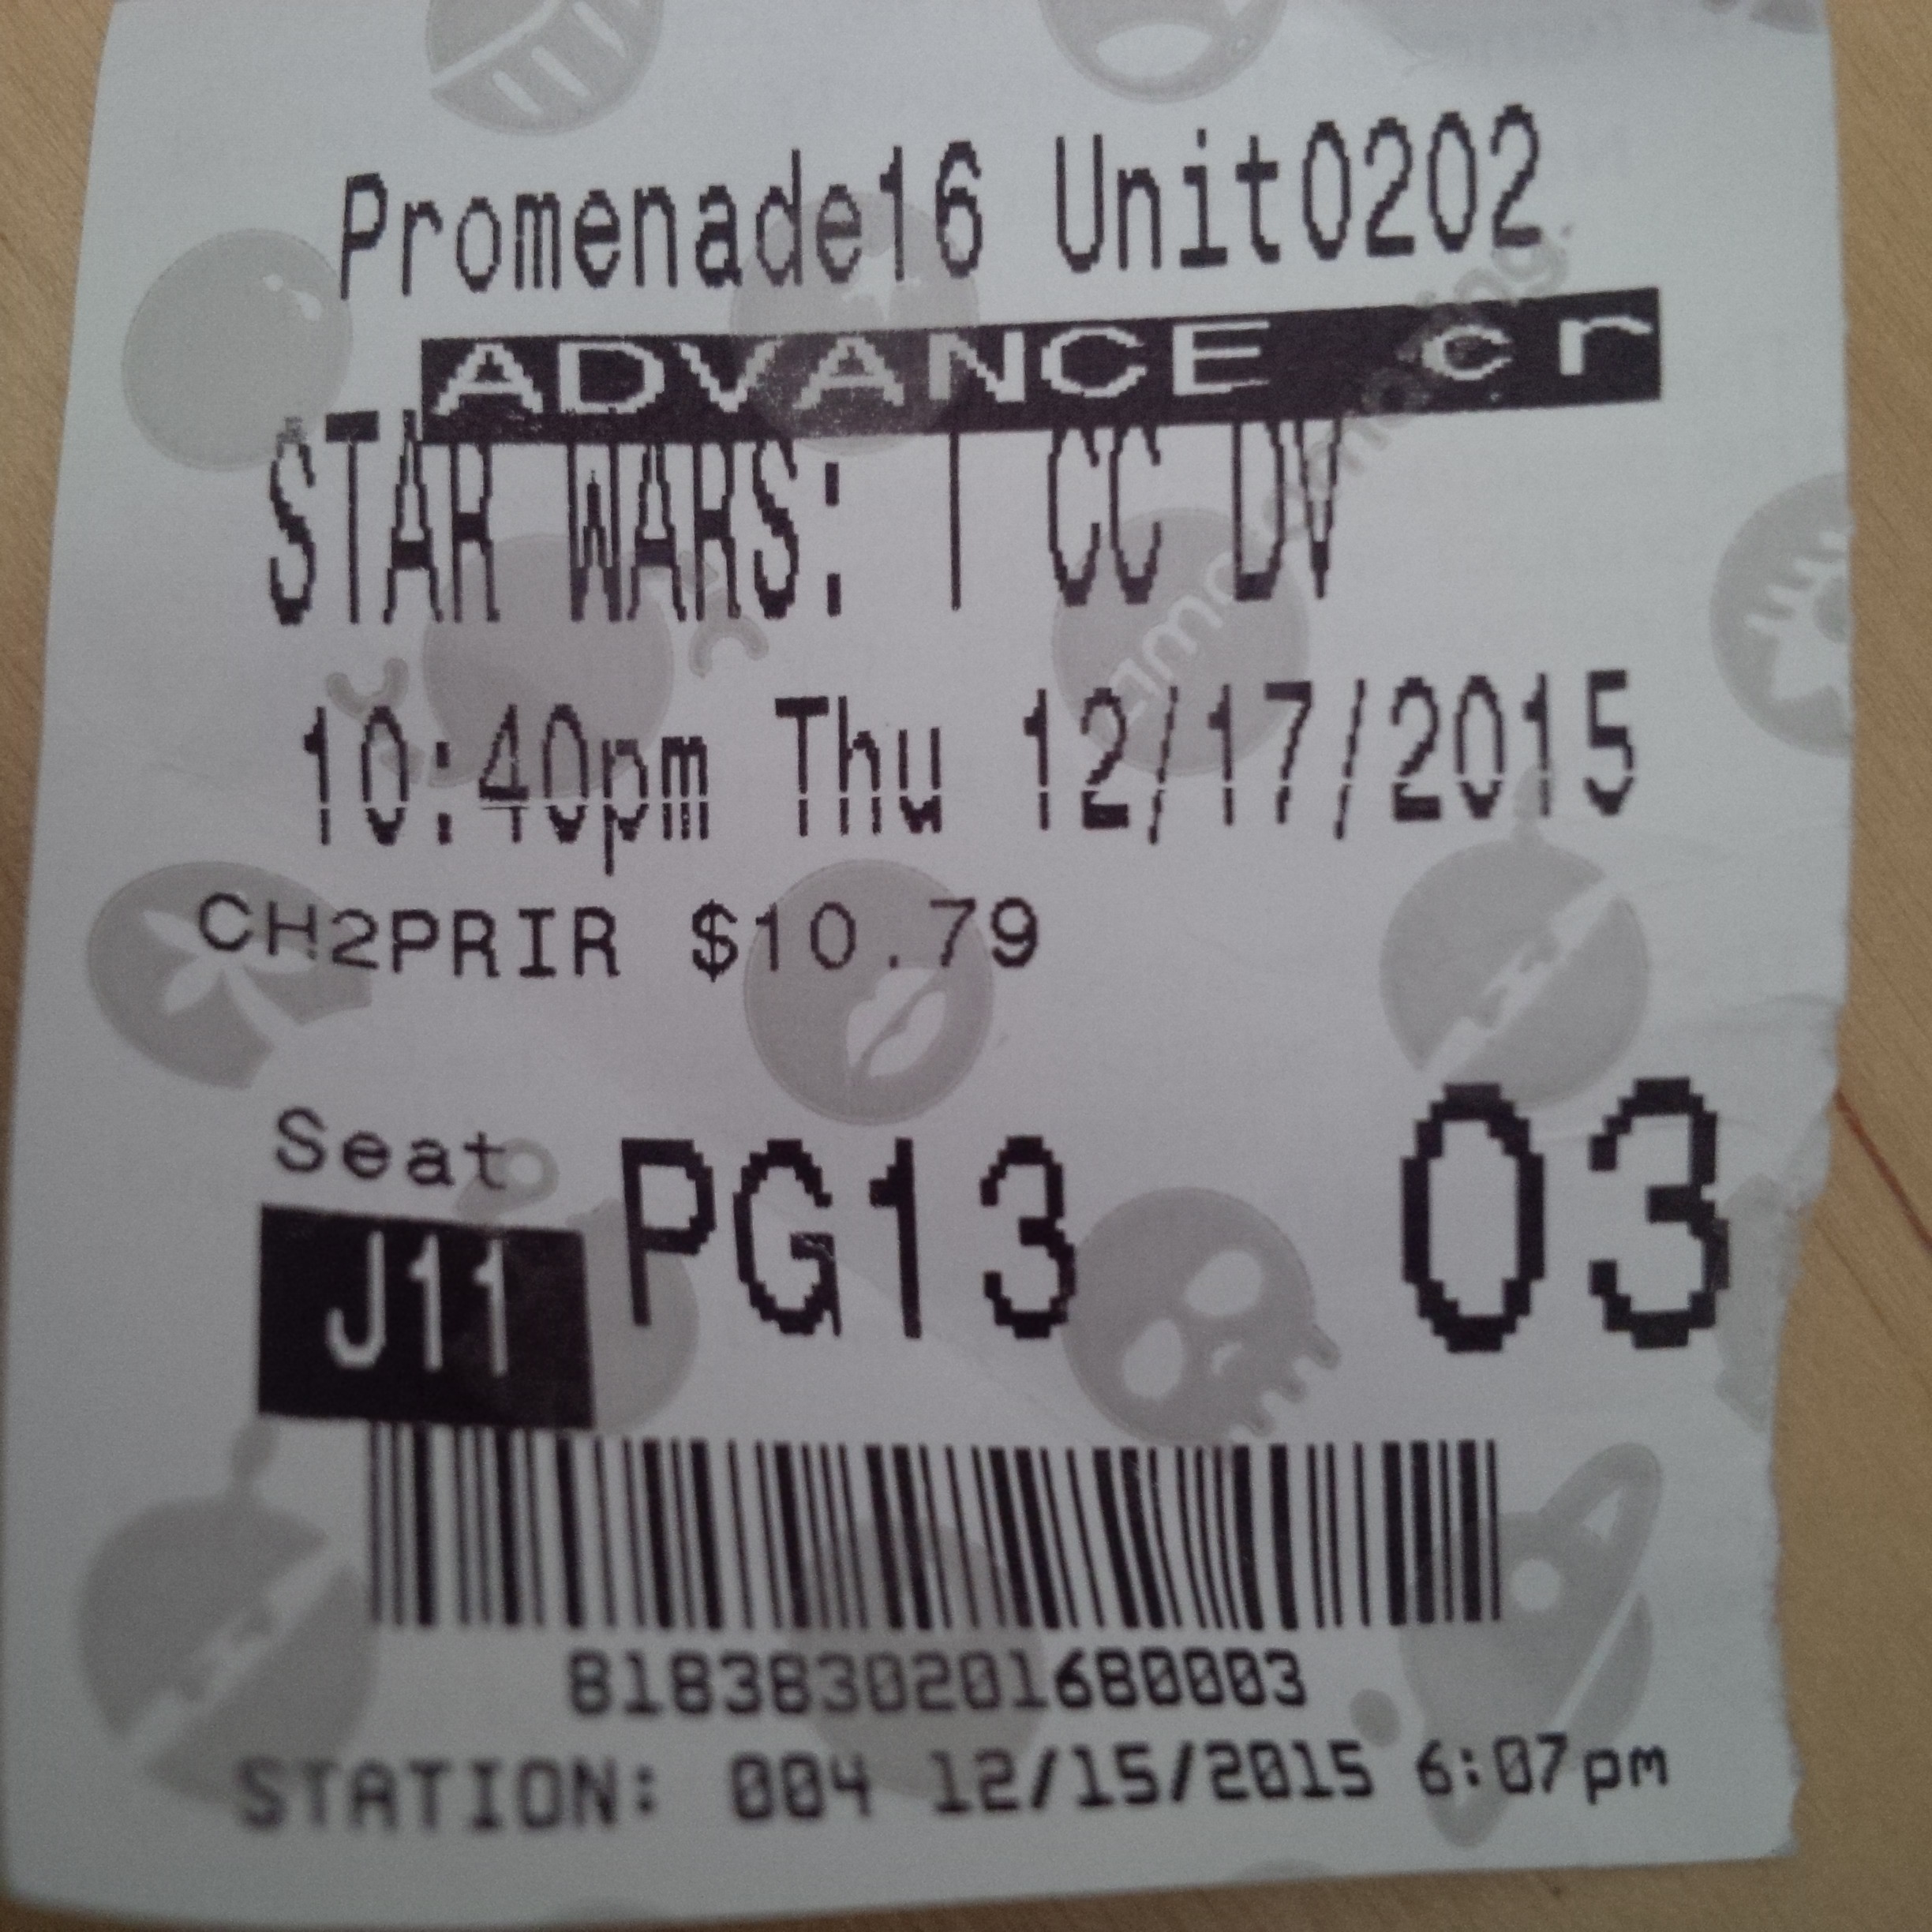 Promenade16 Unit0202
ADVANCE cr
STAR WARS: T CC DV
10:40pm Thu 12/17/2015
CH2PRIR $10.79
Seat PG13 03
J11
8183830201680003
STATION: 004 12/15/2015 6:07pm